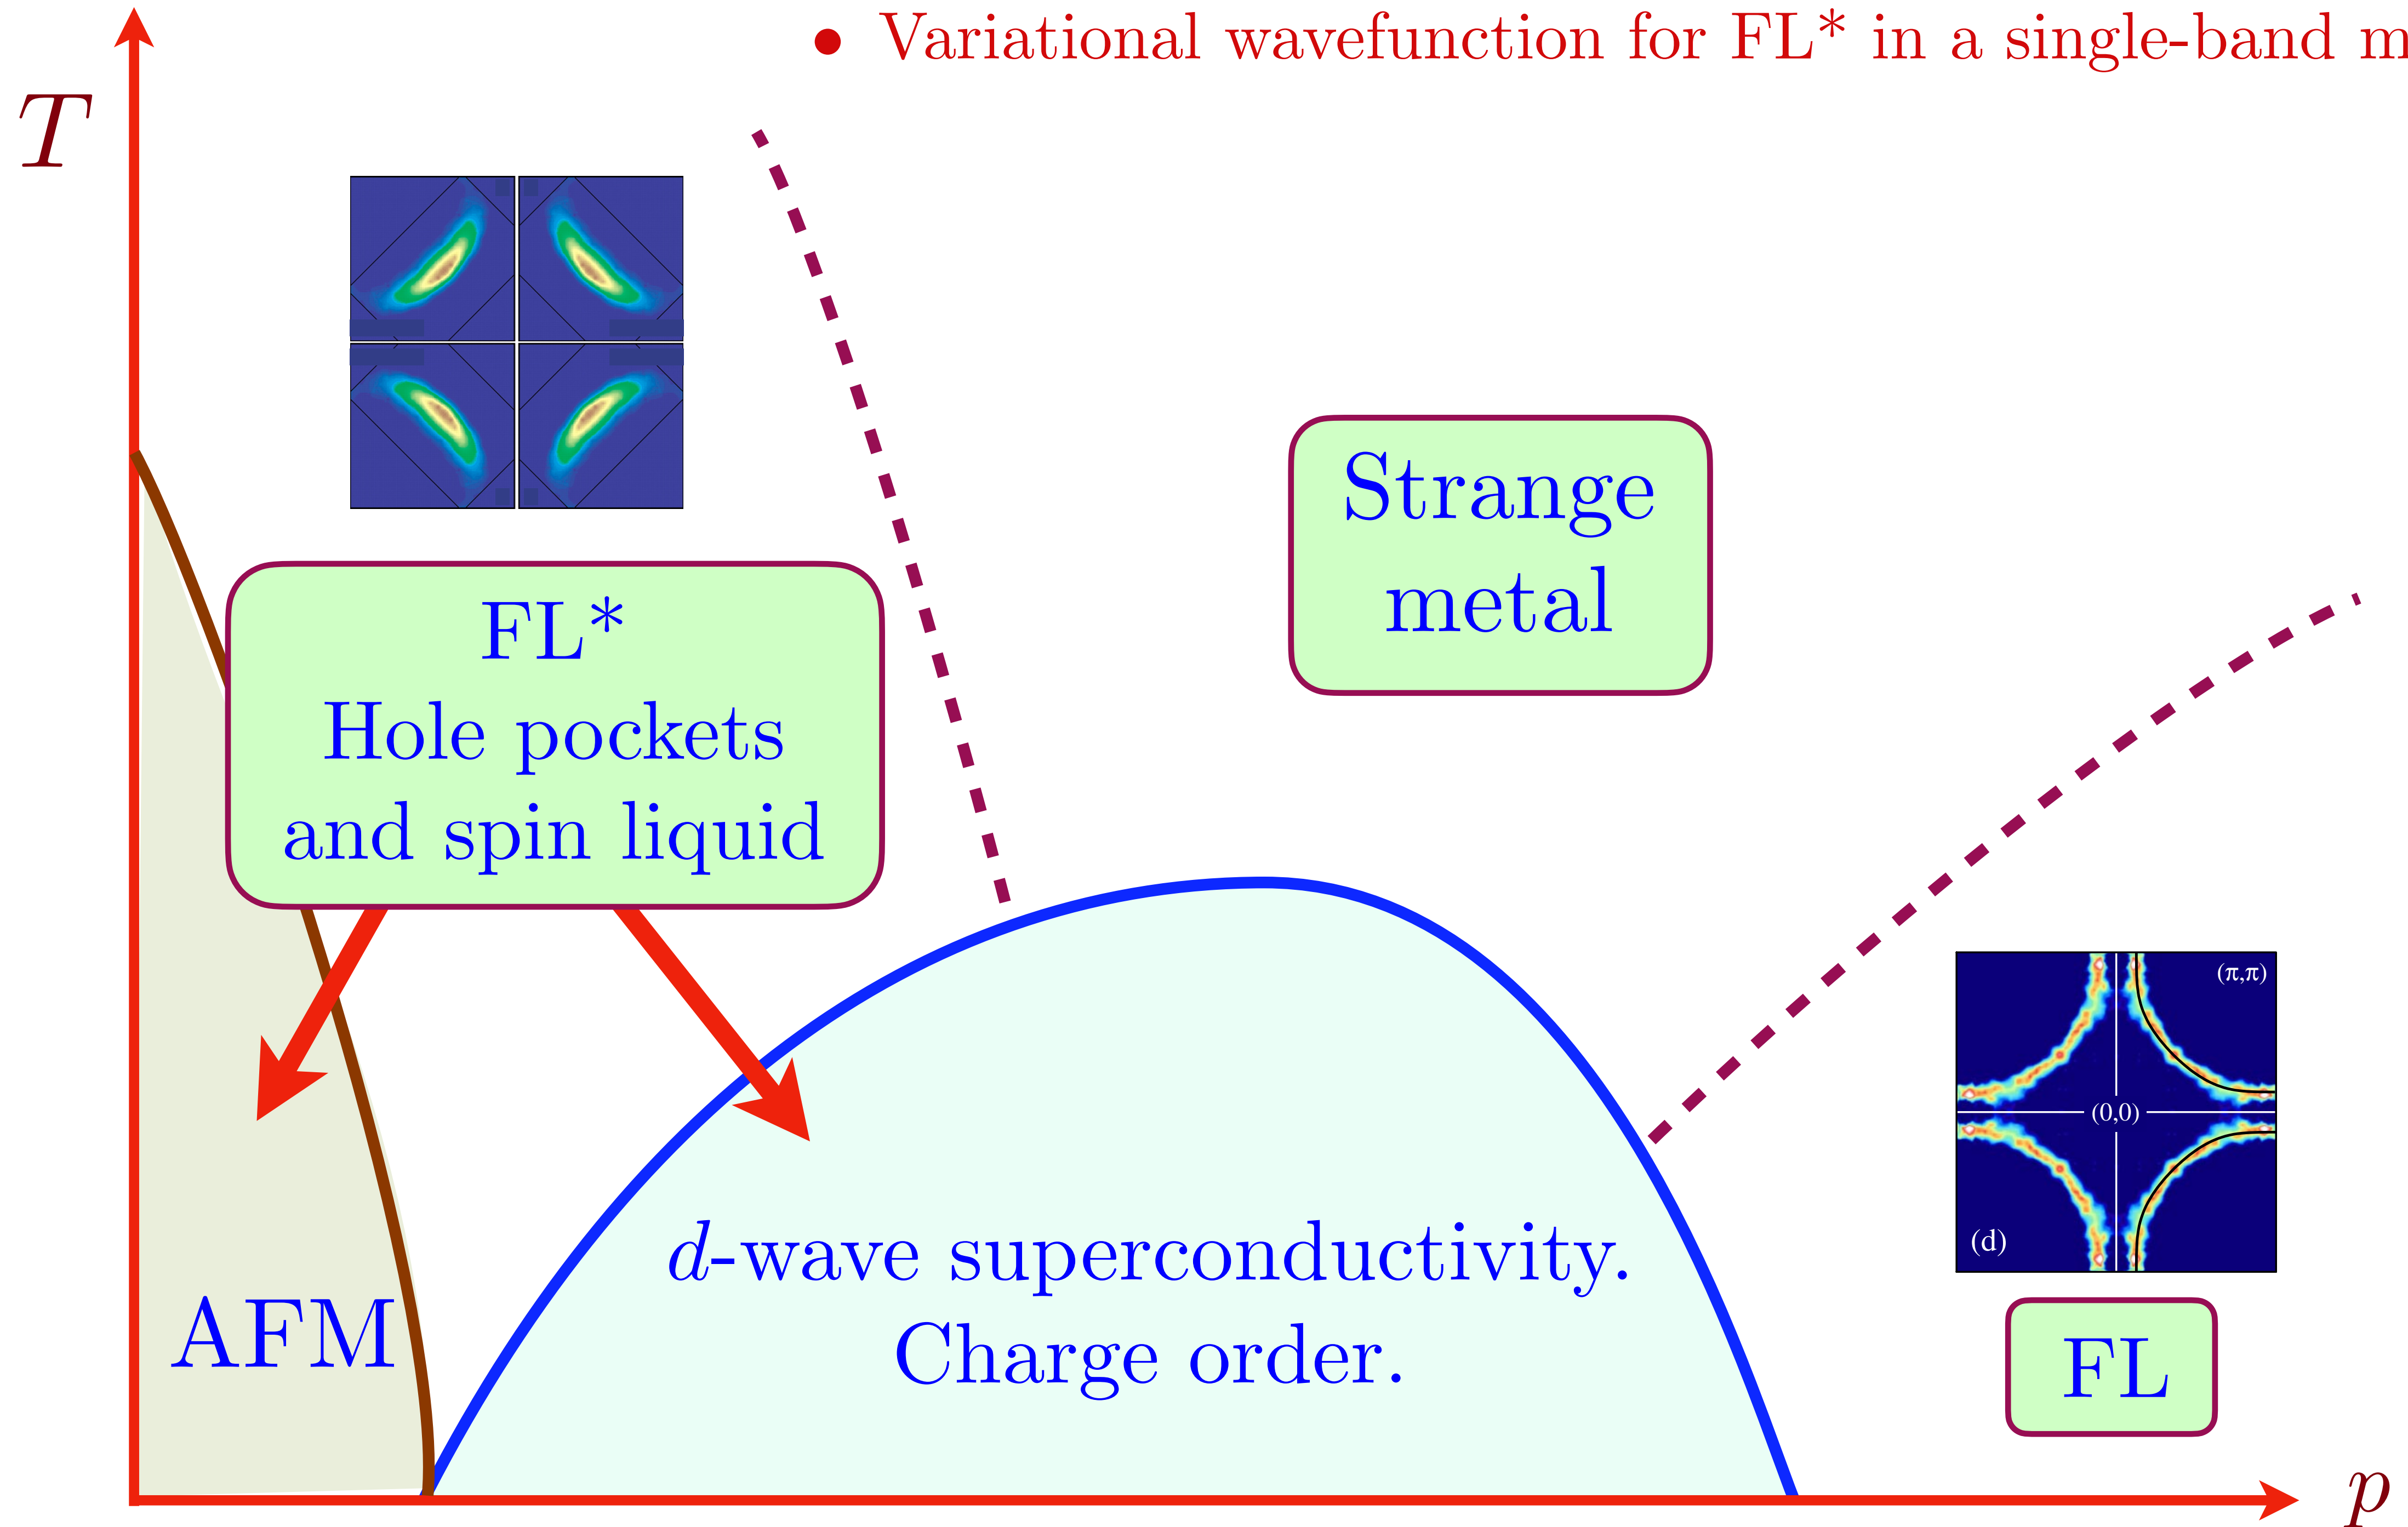 • Variational wavefunction for FL* in a single-band m
T
Strange
metal
FL*
Hole pockets
and spin liquid
(π,π)
(0,0)
(d)
d-wave superconductivity.
Charge order.
AFM
FL
p